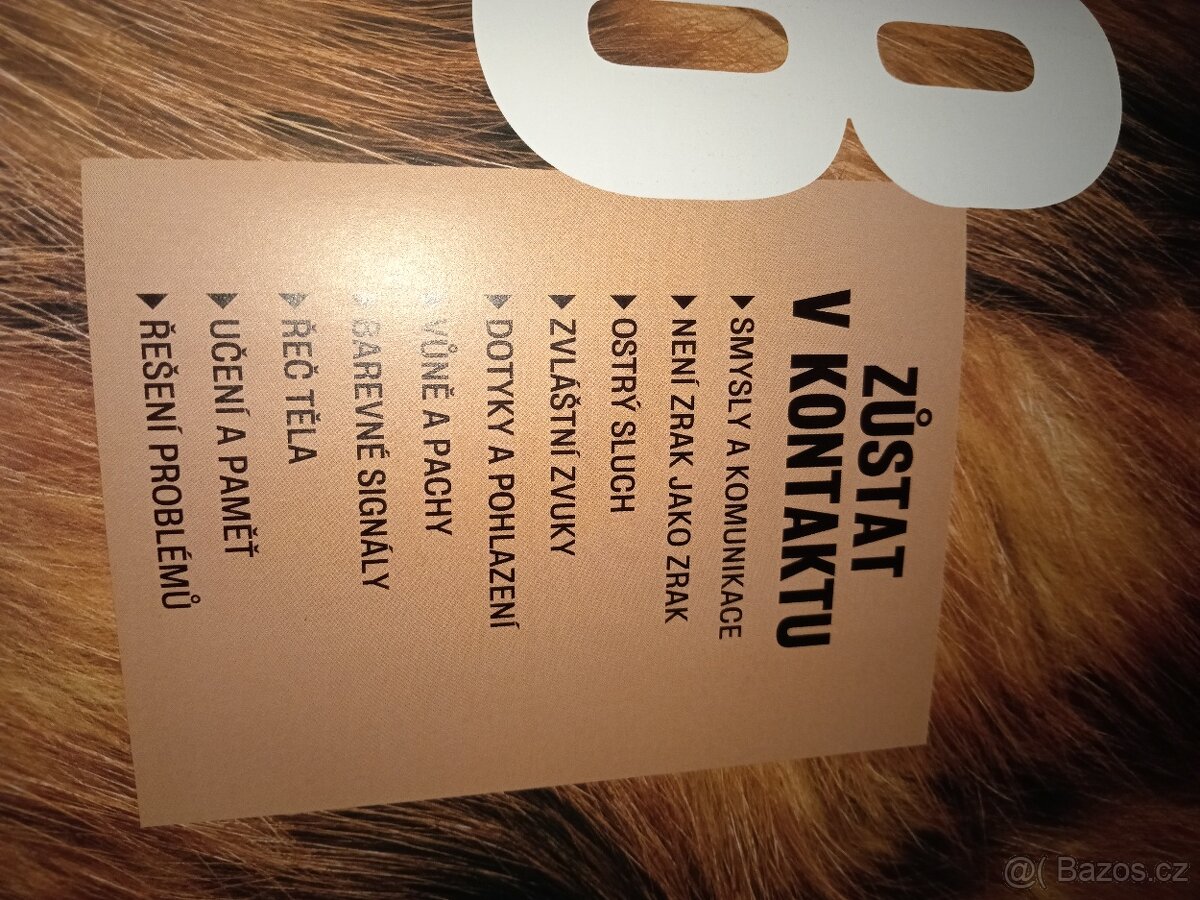 8
ZŮSTAT
V KONTAKTU
▶ SMYSLY A KOMUNIKACE
▶ NENÍ ZRAK JAKO ZRAK
▶ OSTRÝ SLUCH
▶ ZVLÁŠTNÍ ZVUKY
▶ DOTYKY A POHLAZENÍ
▶ VŮNĚ A PACHY
▶ BAREVNÉ SIGNÁLY
▶ ŘEČ TĚLA
▶ UČENÍ A PAMĚŤ
▶ ŘEŠENÍ PROBLÉMŮ
@( Bazos.cz